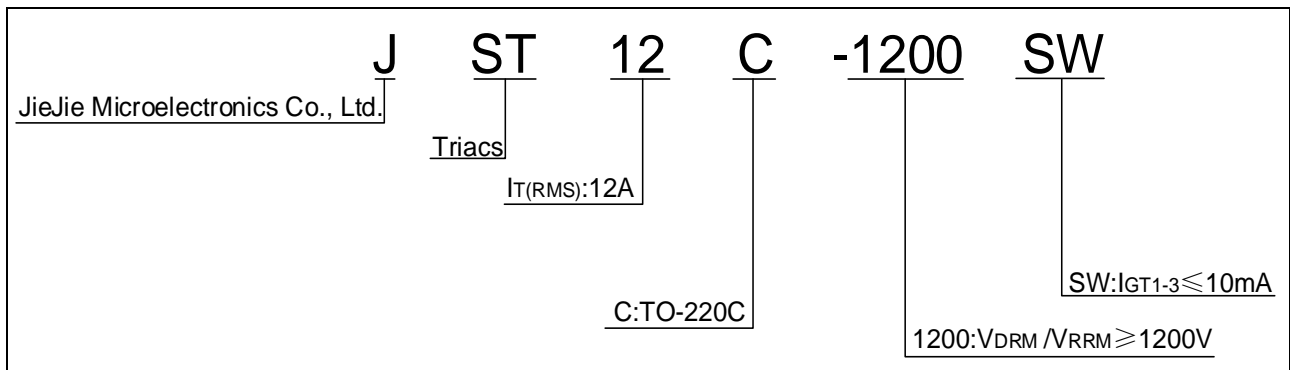 J ST 12 C -1200 SW
JieJie Microelectronics Co., Ltd.
Triacs
IT(RMS):12A
SW:IGT1-3≤10mA
C:TO-220C
1200:VDRM /VRRM≥1200V